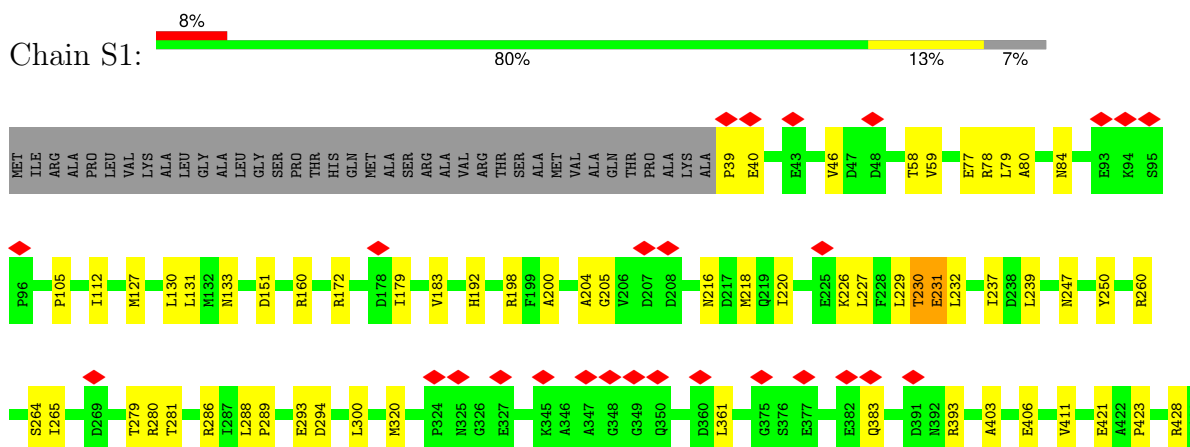 8%
Chain S1:
80% 13% 7%
MET ILE ARG ALA PRO LEU VAL LYS ALA LEU GLY ALA LEU GLY SER PRO THR HIS GLN MET ALA SER ARG ALA VAL ARG THR SER ALA MET VAL ALA GLN THR PRO ALA LYS ALA P39 E40 E43 V46 D47 D48 T58 V59 E77 R78 L79 A80 N84 E93 K94 S95
P96 P105 I112 M127 L130 L131 M132 N133 D151 R160 R172 D178 I179 V183 H192 R198 F199 A200 A204 G205 V206 D207 D208 N216 D217 M218 Q219 I220 E225 K226 L227 F228 L229 T230 E231 L232 I237 D238 L239 N247 Y250 R260
S264 I265 D269 T279 R280 T281 R286 I287 L288 P289 E293 D294 L300 M320 P324 N325 G326 E327 K345 A346 A347 G348 G349 Q350 D360 L361 G375 S376 E377 E382 Q383 D391 N392 R393 A403 E406 V411 E421 A422 P423 R428